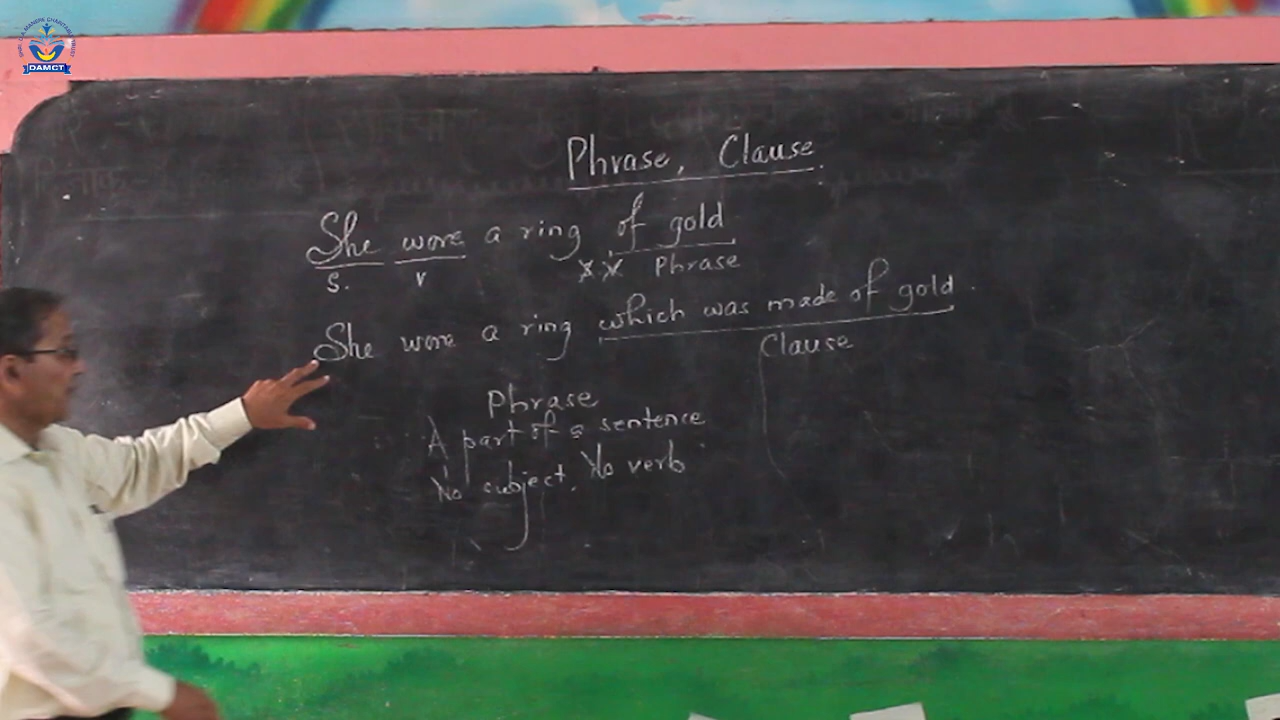 DAMCT
Phrase, Clause.
She wore a ring of gold
S. V x x Phrase
She wore a ring which was made of gold.
Clause
Phrase
A part of a sentence
No subject, No verb